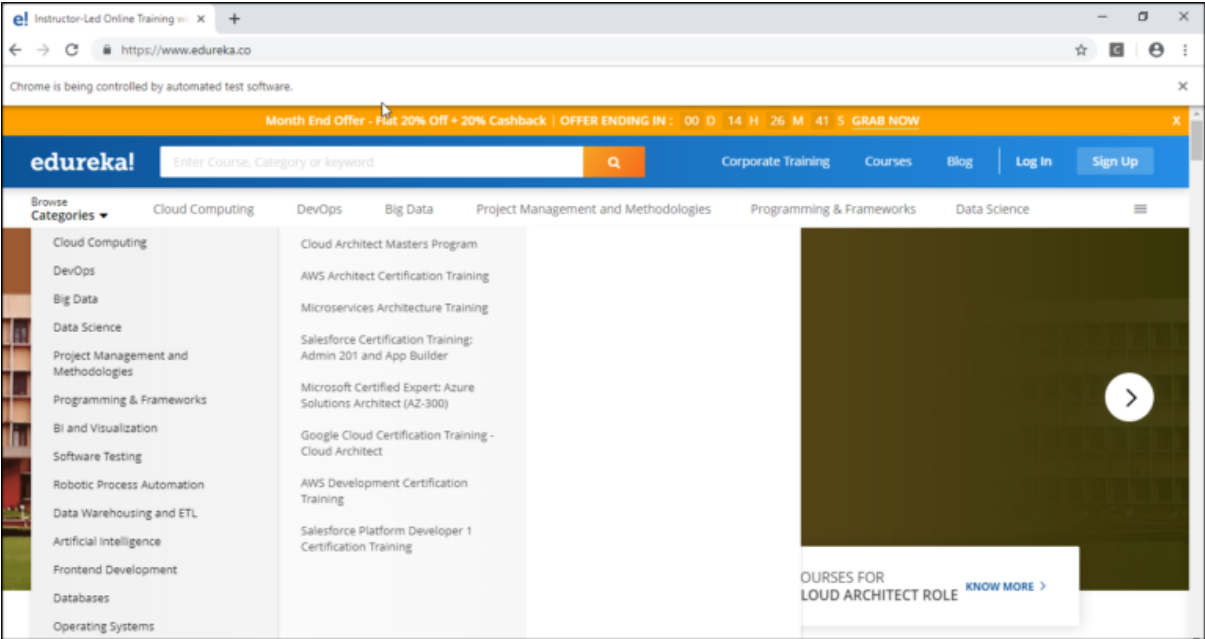 e! Instructor-Led Online Training wi
https://www.edureka.co
Chrome is being controlled by automated test software.
Month End Offer - Flat 20% Off + 20% Cashback | OFFER ENDING IN : 00 D 14 H 26 M 41 S GRAB NOW X
edureka! Enter Course, Category or keyword Corporate Training Courses Blog Log In Sign Up
Browse
Categories Cloud Computing DevOps Big Data Project Management and Methodologies Programming & Frameworks Data Science
Cloud Computing
DevOps
Big Data
Data Science
Project Management and
Methodologies
Programming & Frameworks
BI and Visualization
Software Testing
Robotic Process Automation
Data Warehousing and ETL
Artificial Intelligence
Frontend Development
Databases
Operating Systems
Cloud Architect Masters Program
AWS Architect Certification Training
Microservices Architecture Training
Salesforce Certification Training:
Admin 201 and App Builder
Microsoft Certified Expert: Azure
Solutions Architect (AZ-300)
Google Cloud Certification Training -
Cloud Architect
AWS Development Certification
Training
Salesforce Platform Developer 1
Certification Training
OURSES FOR
LOUD ARCHITECT ROLE KNOW MORE